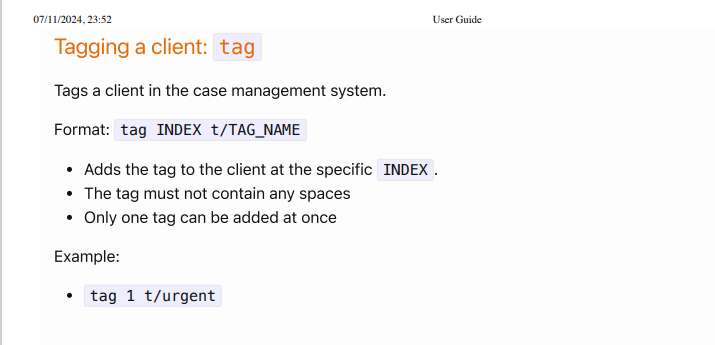 07/11/2024, 23:52 User Guide
Tagging a client: tag
Tags a client in the case management system.
Format: tag INDEX t/TAG_NAME
• Adds the tag to the client at the specific INDEX .
• The tag must not contain any spaces
• Only one tag can be added at once
Example:
• tag 1 t/urgent